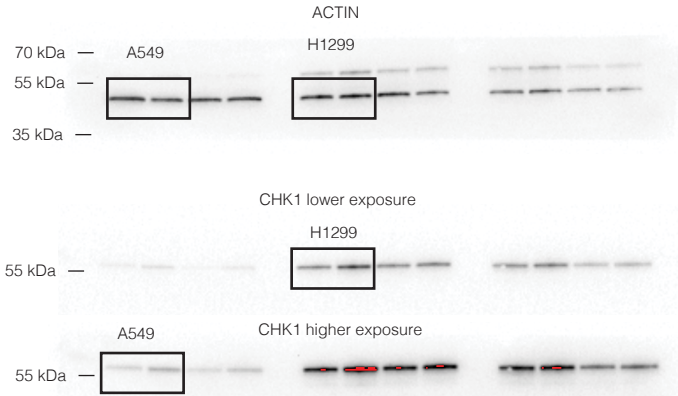 ACTIN
70 kDa
A549
H1299
55 kDa
35 kDa
CHK1 lower exposure
H1299
55 kDa
A549
CHK1 higher exposure
55 kDa